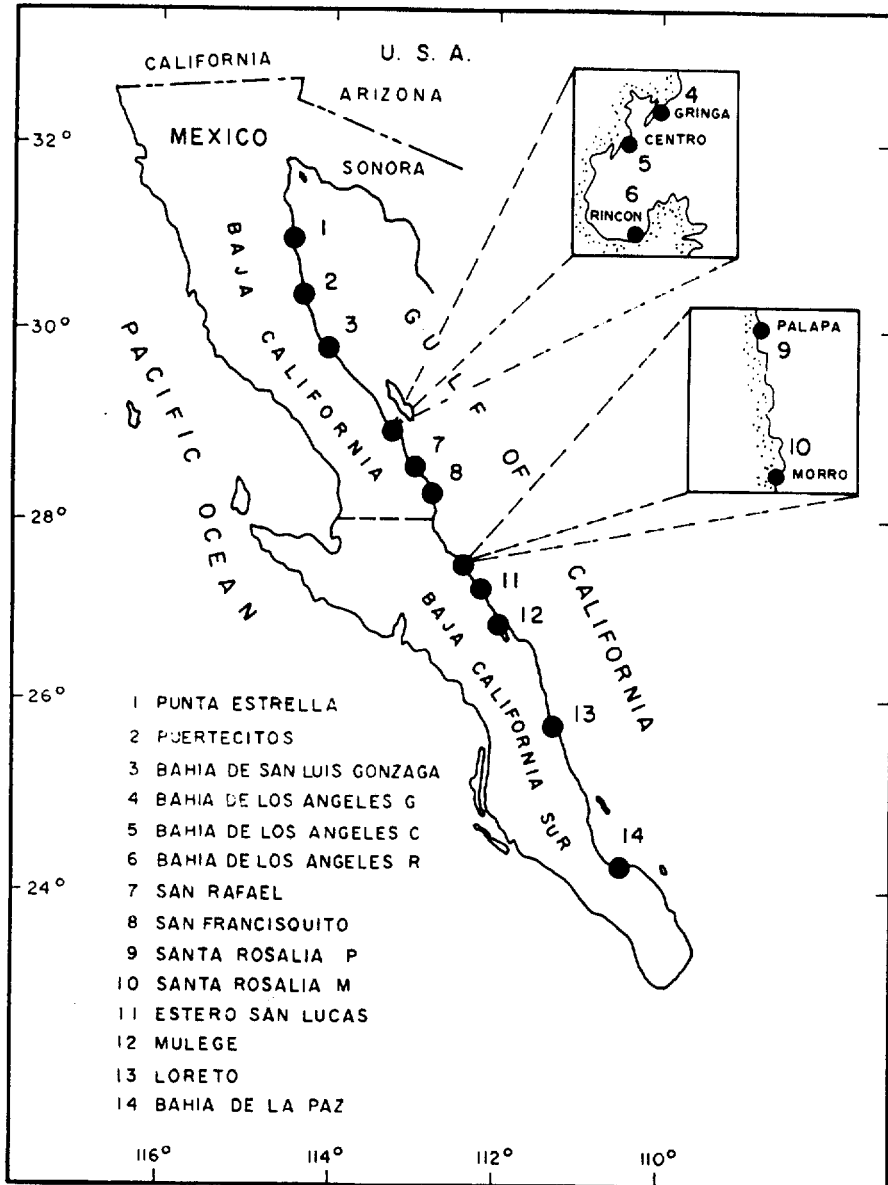 U. S. A.
CALIFORNIA
ARIZONA
MEXICO
SONORA
32°
30°
28°
26°
24°
116°
114°
112°
110°
BAJA CALIFORNIA
PACIFIC OCEAN
GULF OF CALIFORNIA
BAJA CALIFORNIA SUR
1
2
3
7
8
11
12
13
14
4
GRINGA
CENTRO
5
6
RINCON
PALAPA
9
10
MORRO
1 PUNTA ESTRELLA
2 PUERTECITOS
3 BAHIA DE SAN LUIS GONZAGA
4 BAHIA DE LOS ANGELES G
5 BAHIA DE LOS ANGELES C
6 BAHIA DE LOS ANGELES R
7 SAN RAFAEL
8 SAN FRANCISQUITO
9 SANTA ROSALIA P
10 SANTA ROSALIA M
11 ESTERO SAN LUCAS
12 MULEGE
13 LORETO
14 BAHIA DE LA PAZ